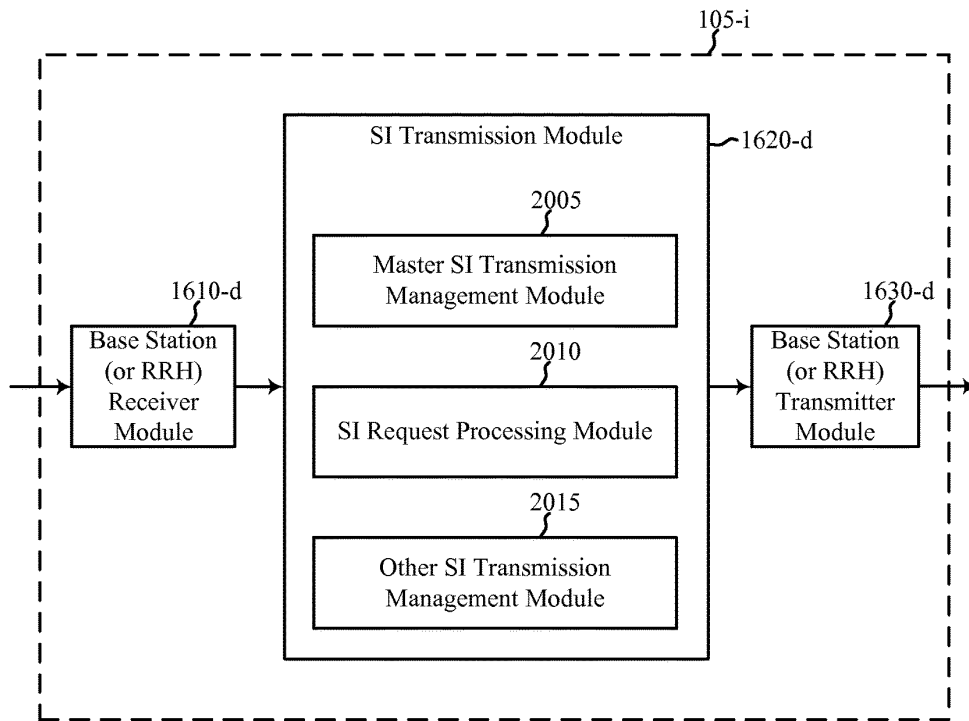 105-i
SI Transmission Module
1620-d
2005
Master SI Transmission
Management Module
1610-d
Base Station
(or RRH)
Receiver
Module
2010
SI Request Processing Module
1630-d
Base Station
(or RRH)
Transmitter
Module
2015
Other SI Transmission
Management Module